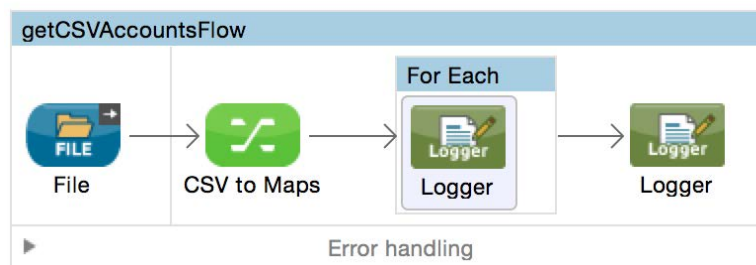 getCSVAccountsFlow
For Each
FILE
Logger
Logger
File
CSV to Maps
Logger
Logger
Error handling